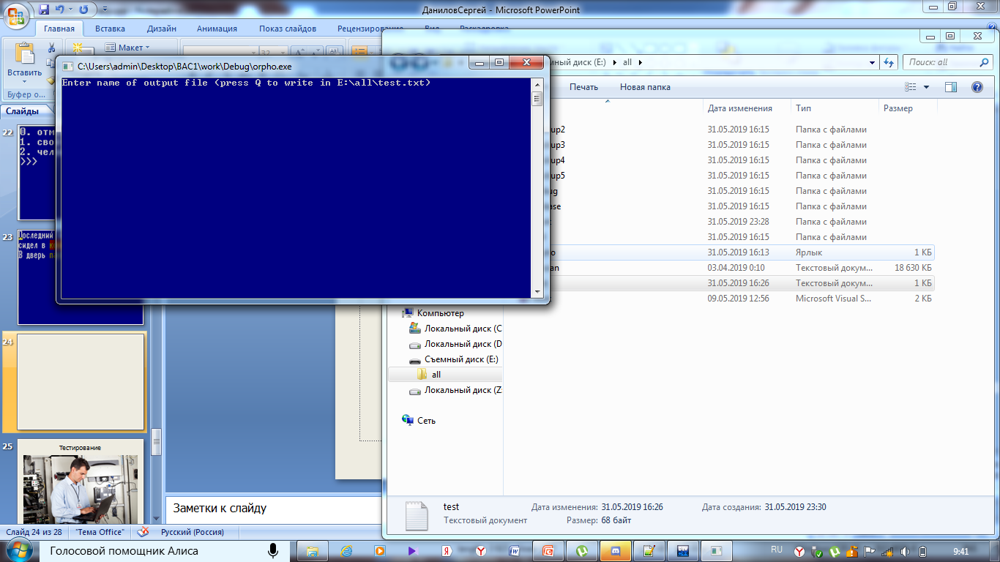 ДаниловСергей - Microsoft PowerPoint
Главная Вставка Дизайн Анимация Показ слайдов Рецензирование Вид Раскадровка
Макет
Вставить
Буфер о...
C:\Users\admin\Desktop\BAC1\work\Debug\orpho.exe
Enter name of output file (press Q to write in E:\all\test.txt)
Слайды
22
0. отм
1. сво
2. чел
>>>
23
Последний
сидел в
В дверь
24
25
Тестирование
Заметки к слайду
Слайд 24 из 28 "Тема Office" Русский (Россия)
мный диск (E:) all
Поиск: all
Печать Новая папка
Дата изменения Тип Размер
up2 31.05.2019 16:15 Папка с файлами
up3 31.05.2019 16:15 Папка с файлами
up4 31.05.2019 16:15 Папка с файлами
up5 31.05.2019 16:15 Папка с файлами
ug 31.05.2019 16:15 Папка с файлами
ase 31.05.2019 16:15 Папка с файлами
31.05.2019 23:28 Папка с файлами
31.05.2019 16:15 Папка с файлами
o 31.05.2019 16:13 Ярлык 1 КБ
an 03.04.2019 0:10 Текстовый докум... 18 630 КБ
31.05.2019 16:26 Текстовый докум... 1 КБ
09.05.2019 12:56 Microsoft Visual S... 2 КБ
Компьютер
Локальный диск (C
Локальный диск (D
Съемный диск (E:)
all
Локальный диск (Z
Сеть
test Дата изменения: 31.05.2019 16:26 Дата создания: 31.05.2019 23:30
Текстовый документ Размер: 68 байт
Голосовой помощник Алиса
RU
9:41